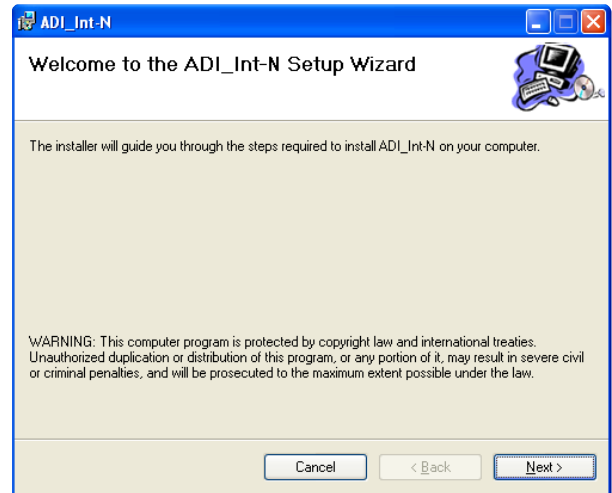 ADI_Int-N
Welcome to the ADI_Int-N Setup Wizard
The installer will guide you through the steps required to install ADI_Int-N on your computer.
WARNING: This computer program is protected by copyright law and international treaties.
Unauthorized duplication or distribution of this program, or any portion of it, may result in severe civil
or criminal penalties, and will be prosecuted to the maximum extent possible under the law.
Cancel
< Back
Next >